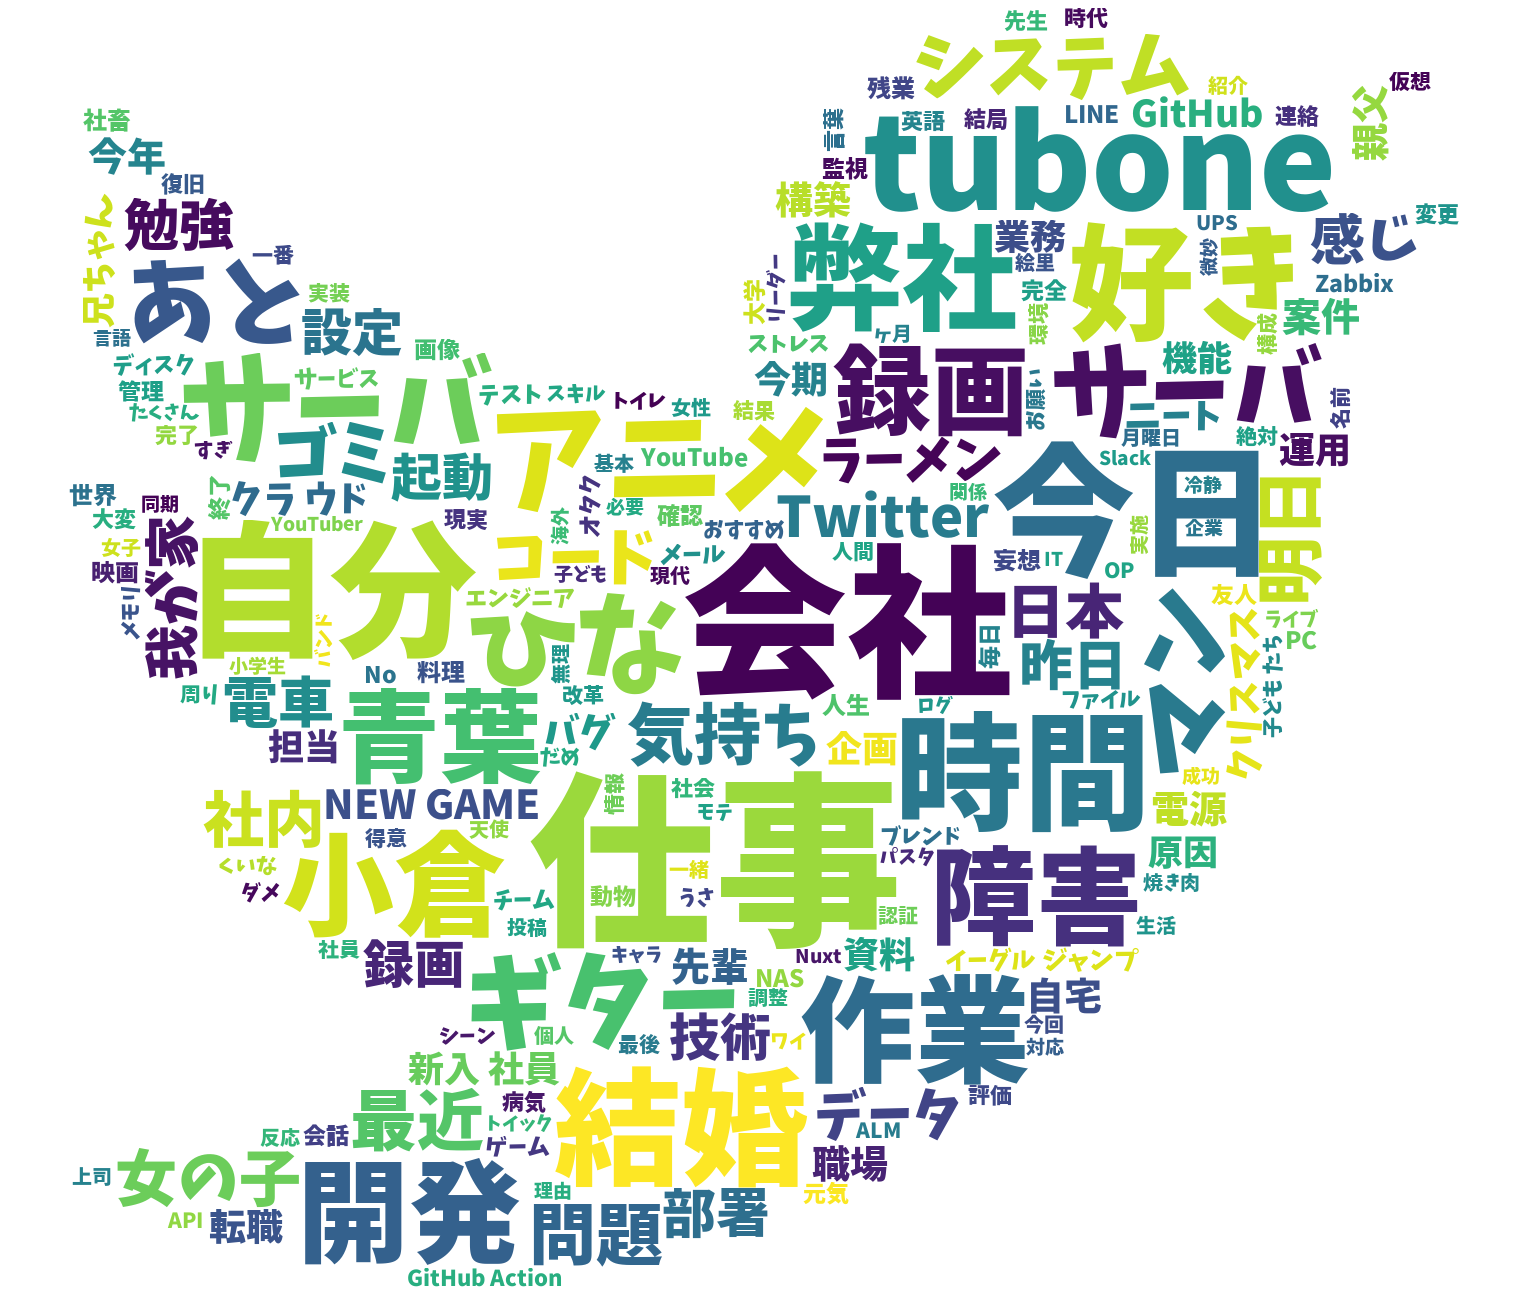 先生
時代
システム
残業
紹介
仮想
親父
言葉
英語
結局
LINE
GitHub
連絡
tubone
監視
構築
社畜
今年
復旧
勉強
兄ちゃん
一番
あと
言語
実装
設定
弊社
業務
絵里
UPS
微妙
好き
感じ
変更
Zabbix
大学
リーダー
完全
環境
構成
案件
ヶ月
ストレス
今期
録画
お願い
サーバ
機能
ニート
名前
月曜日
絶対
運用
Slack
ディスク
管理
たくさん
完了
すぎ
サーバ
サービス
画像
テスト スキル
トイレ
女性
結果
アニメ
ゴミ
起動
基本
YouTube
ラーメン
関係
今日
冷静
企業
明日
世界
大変
同期
終了
クラウド
YouTuber
現実
海外
オタク
必要
確認
おすすめ
Twitter
女子
映画
メモリ
我が家
自分
コード
メール
子ども
現代
人間
妄想
IT
OP
実施
エンジニア
ひな
会社
日本
毎日
昨日
マン
友人
ライブ
PC
クリスマス
子どもたち
小学生
バンド
周り
電車
No
料理
無理
改革
担当
青葉
バグ
だめ
気持ち
人生
企画
ログ
ファイル
時間
成功
電源
社内
NEW GAME
情報
社会
モテ
得意
天使
仕事
ブレンド
パスタ
原因
焼き肉
くいな
ダメ
小倉
チーム
投稿
動物
一緒
うさ
認証
障害
生活
社員
録画
ギター
キャラ
先輩
Nuxt
資料
イーグル ジャンプ
NAS
調整
作業
自宅
今回
対応
シーン
個人
最後
技術
ワイ
新入 社員
病気
トイック
最近
結婚
データ
評価
ALM
反応
会話
ゲーム
職場
元気
上司
女の子
API
転職
開発
理由
問題
部署
GitHub Action